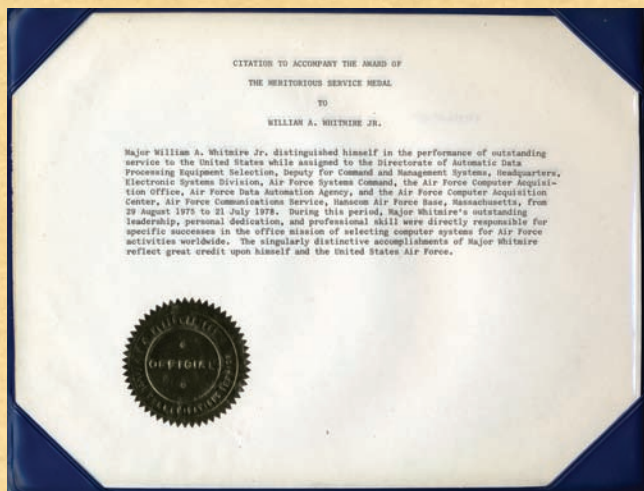 CITATION TO ACCOMPANY THE AWARD OF
THE MERITORIOUS SERVICE MEDAL
TO
WILLIAN A. WHITMIRE JR.
Major William A. Whitmire Jr. distinguished himself in the performance of outstanding
service to the United States while assigned to the Directorate of Automatic Data
Processing Equipment Selection, Deputy for Command and Management Systems, Headquarters,
Electronic Systems Division, Air Force Systems Command, the Air Force Computer Acquisi-
tion Office, Air Force Data Automation Agency, and the Air Force Computer Acquisition
Center, Air Force Communications Service, Hanscom Air Force Base, Massachusetts, from
29 August 1975 to 21 July 1978. During this period, Major Whitmire's outstanding
leadership, personal dedication, and professional skill were directly responsible for
specific successes in the office mission of selecting computer systems for Air Force
activities worldwide. The singularly distinctive accomplishments of Major Whitmire
reflect great credit upon himself and the United States Air Force.
OFFICIAL